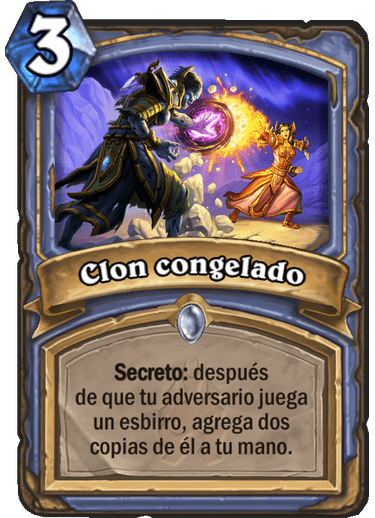 3
Clon congelado
Secreto: después
de que tu adversario juega
un esbirro, agrega dos
copias de él a tu mano.